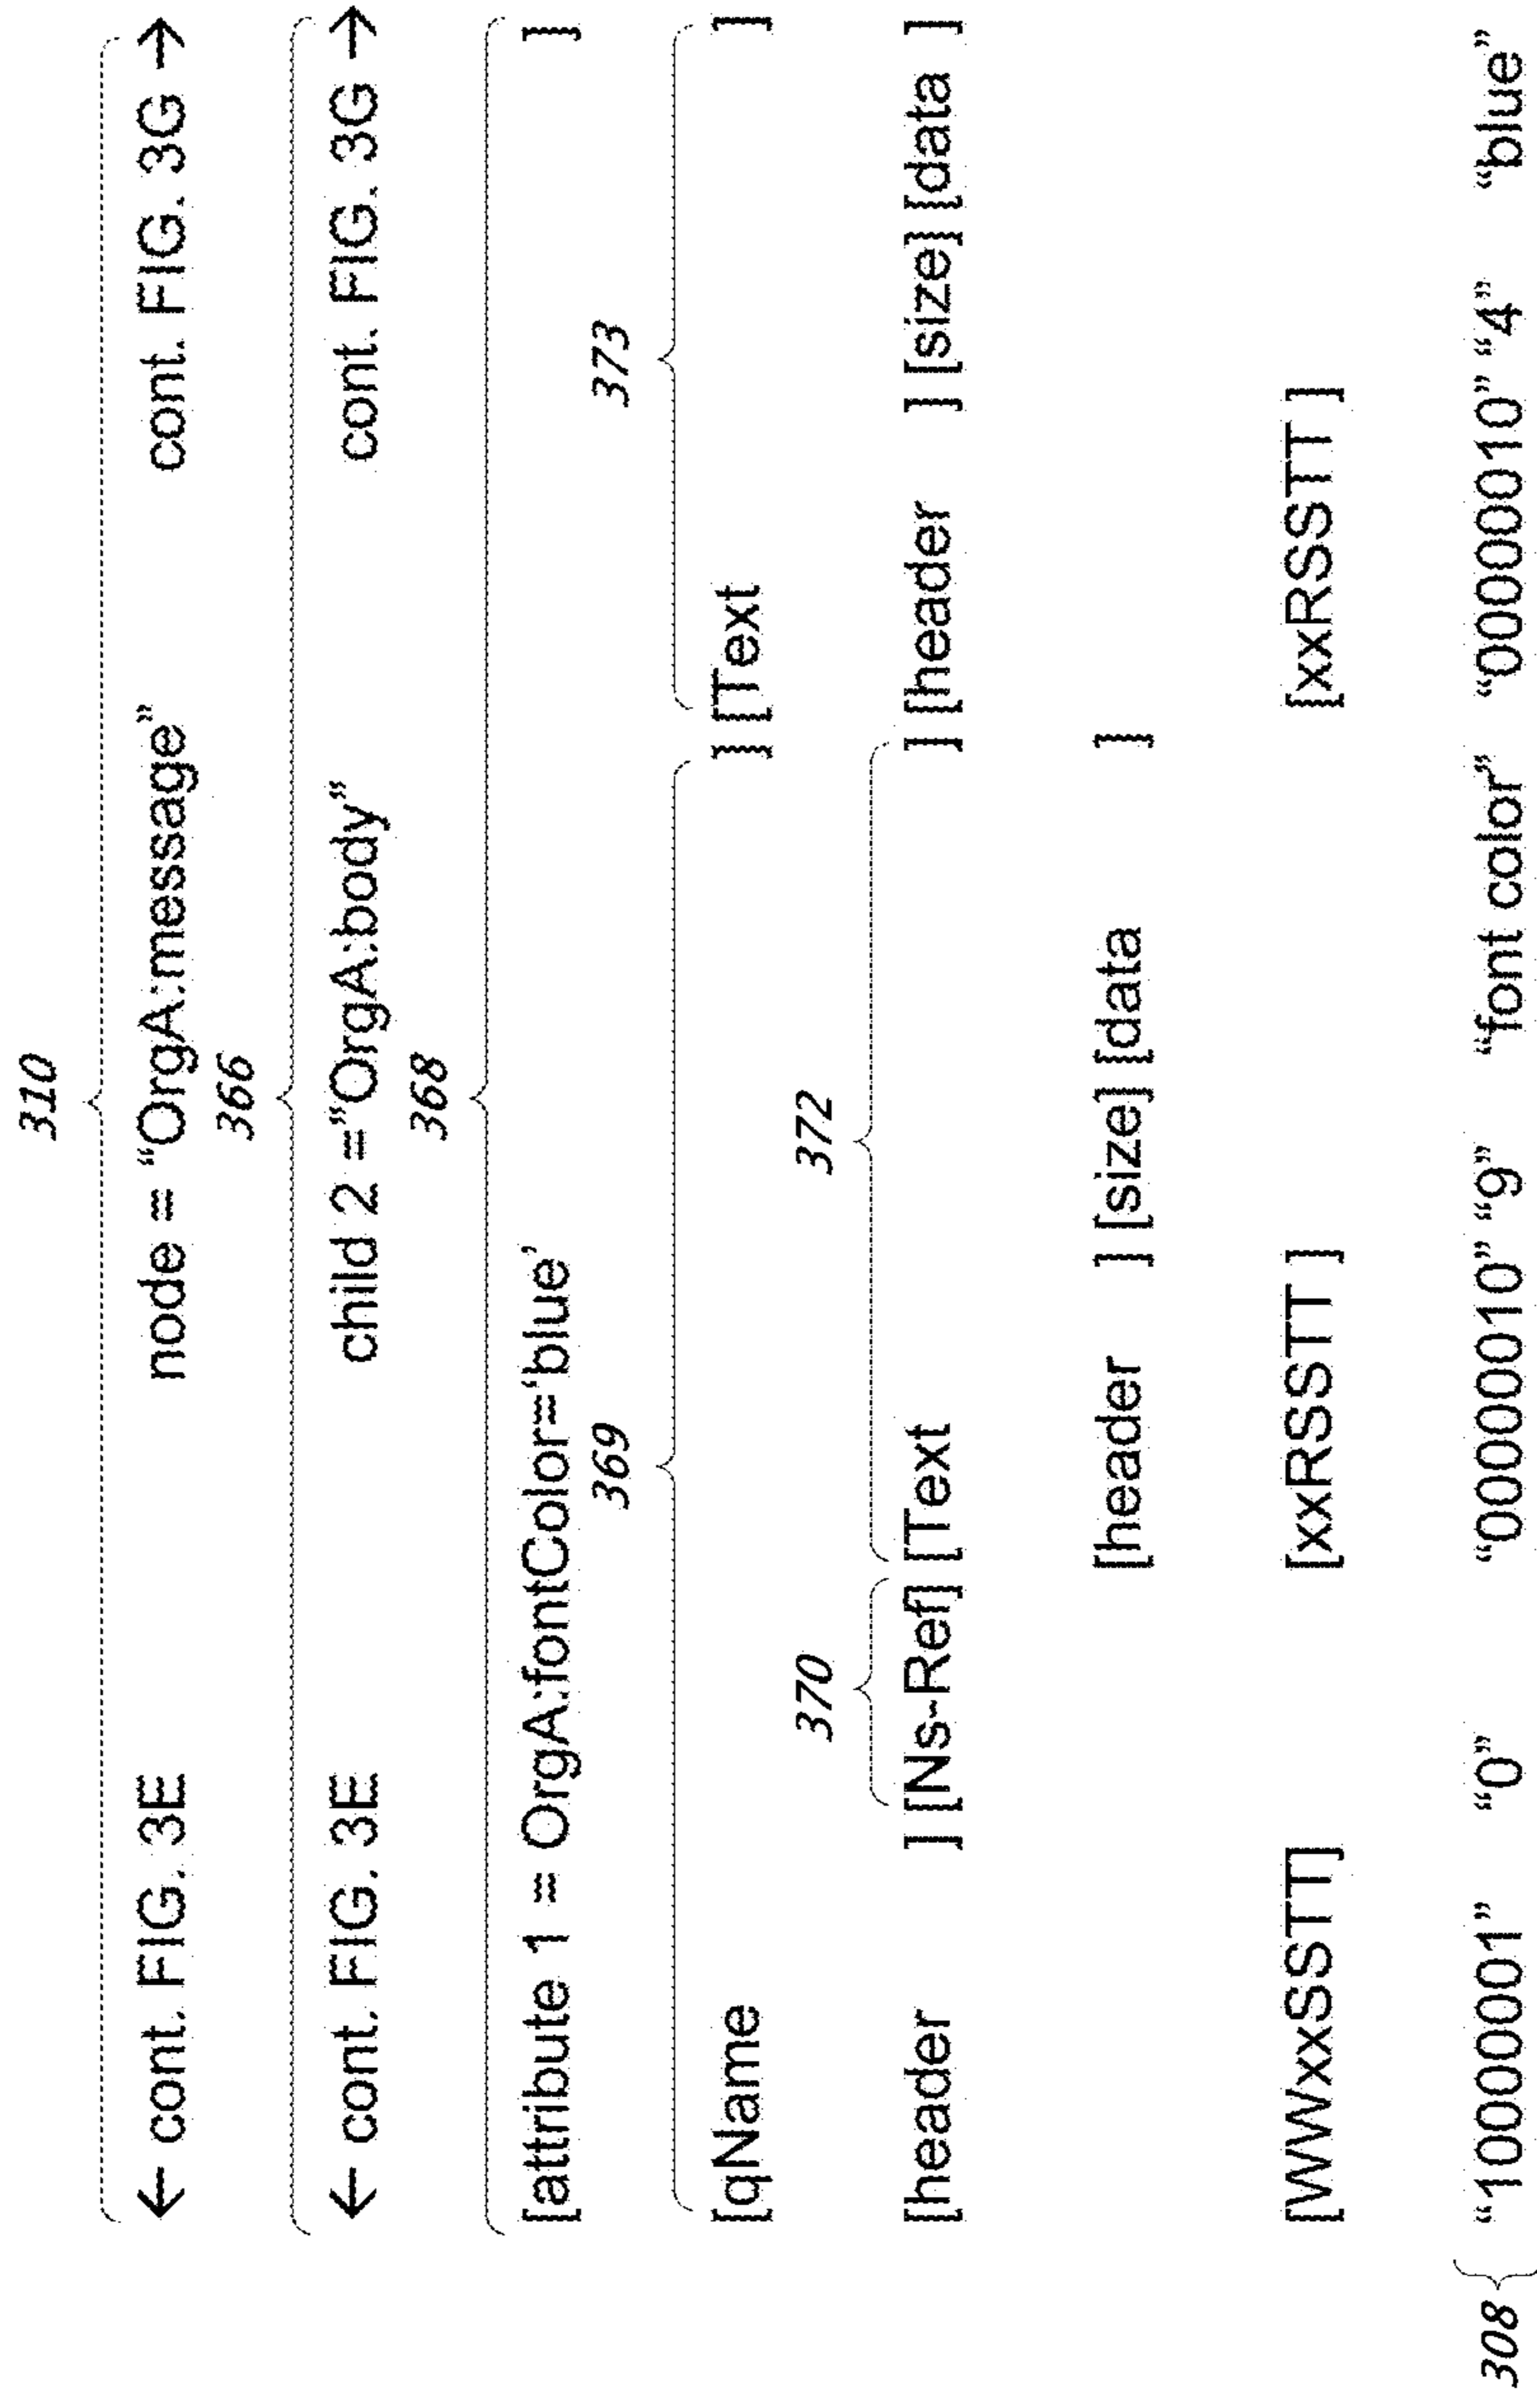 310
← cont. FIG. 3E node = “OrgA:message” cont. FIG. 3G →
366
← cont. FIG. 3E child 2 =”OrgA:body” cont. FIG. 3G →
368
[attribute 1 = OrgA:fontColor=‘blue’ ]
369 373
[qName ] [Text ]
370 372
[header ] [Ns-Ref] [Text ] [header ] [size] [data ]
[header ] [size] [data ]
[WWxxSSTT] [xxRSSTT ] [xxRSSTT ]
308 “10000001” “0” “00000010” “9” “font color” “00000010” “4” “blue”